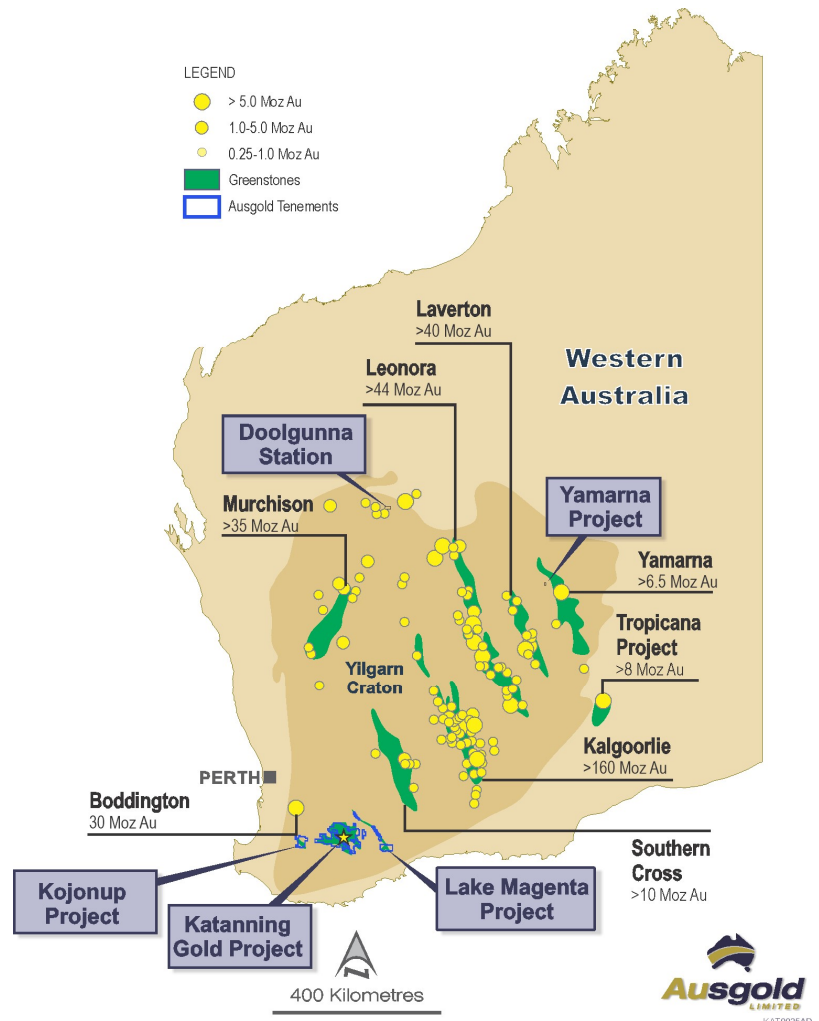 LEGEND
> 5.0 Moz Au
1.0-5.0 Moz Au
0.25-1.0 Moz Au
Greenstones
Ausgold Tenements
Laverton
>40 Moz Au
Leonora
>44 Moz Au
Western
Australia
Doolgunna
Station
Murchison
>35 Moz Au
Yamarna
Project
Yamarna
>6.5 Moz Au
Tropicana
Project
>8 Moz Au
Yilgarn
Craton
Kalgoorlie
>160 Moz Au
PERTH
Boddington
30 Moz Au
Southern
Cross
>10 Moz Au
Kojonup
Project
Katanning
Gold Project
Lake Magenta
Project
N
400 Kilometres
Ausgold
LIMITED